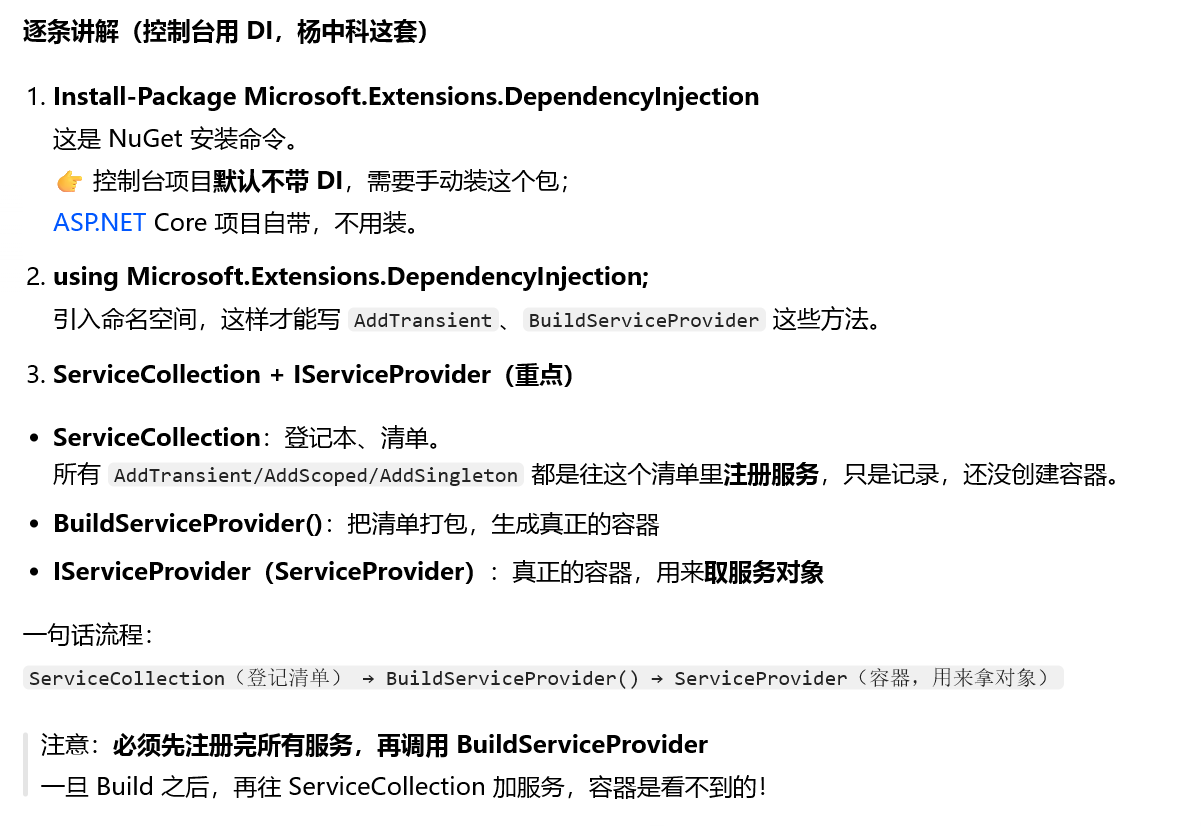 逐条讲解（控制台用 DI，杨中科这套）
1. Install-Package Microsoft.Extensions.DependencyInjection
这是 NuGet 安装命令。
👉 控制台项目默认不带 DI，需要手动装这个包；
ASP.NET Core 项目自带，不用装。
2. using Microsoft.Extensions.DependencyInjection;
引入命名空间，这样才能写 AddTransient、BuildServiceProvider 这些方法。
3. ServiceCollection + IServiceProvider（重点）
• ServiceCollection：登记本、清单。
所有 AddTransient/AddScoped/AddSingleton 都是往这个清单里注册服务，只是记录，还没创建容器。
• BuildServiceProvider()：把清单打包，生成真正的容器
• IServiceProvider（ServiceProvider）：真正的容器，用来取服务对象
一句话流程：
ServiceCollection（登记清单） → BuildServiceProvider() → ServiceProvider（容器，用来拿对象）
注意：必须先注册完所有服务，再调用 BuildServiceProvider
一旦 Build 之后，再往 ServiceCollection 加服务，容器是看不到的！